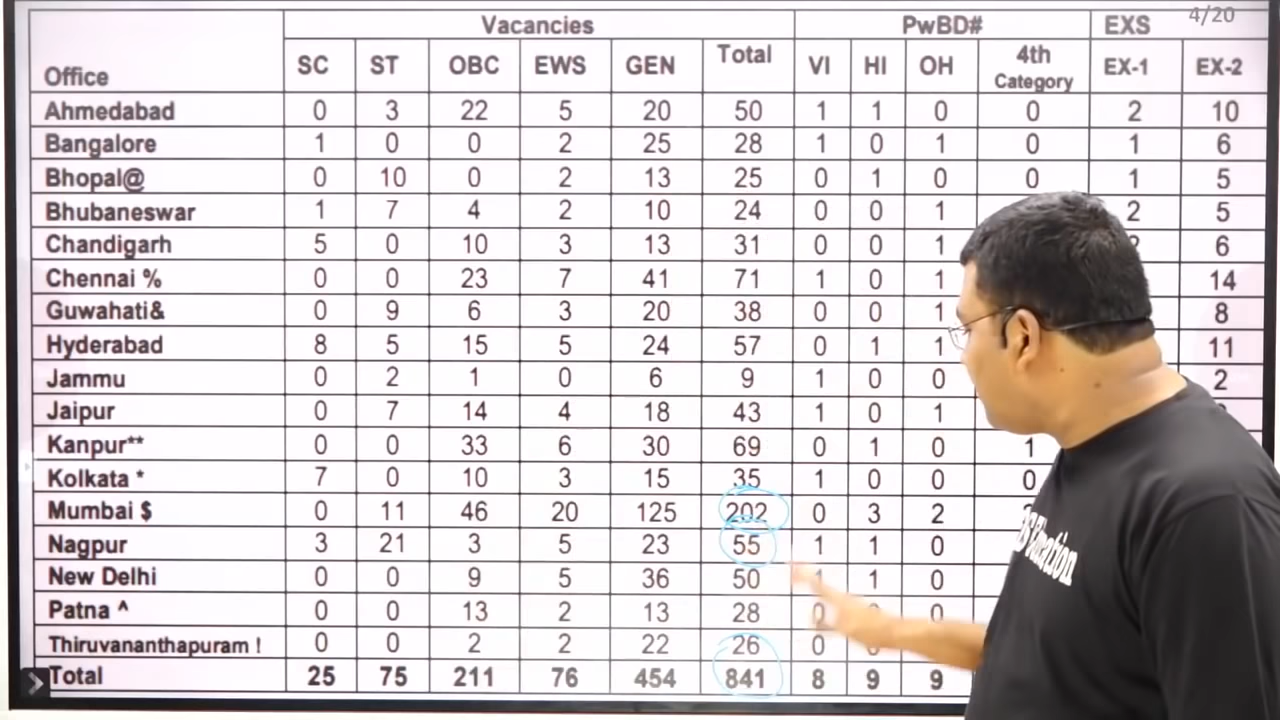 4/20
Vacancies PwBD# EXS
Office SC ST OBC EWS GEN Total VI HI OH 4th Category EX-1 EX-2
Ahmedabad 0 3 22 5 20 50 1 1 0 0 2 10
Bangalore 1 0 0 2 25 28 1 0 1 0 1 6
Bhopal@ 0 10 0 2 13 25 0 1 0 0 1 5
Bhubaneswar 1 7 4 2 10 24 0 0 1 2 5
Chandigarh 5 0 10 3 13 31 0 0 1 6
Chennai % 0 0 23 7 41 71 1 0 1 14
Guwahati& 0 9 6 3 20 38 0 0 1 8
Hyderabad 8 5 15 5 24 57 0 1 1 11
Jammu 0 2 1 0 6 9 1 0 0 2
Jaipur 0 7 14 4 18 43 1 0 1
Kanpur** 0 0 33 6 30 69 0 1 0 1
Kolkata * 7 0 10 3 15 35 1 0 0 0
Mumbai $ 0 11 46 20 125 202 0 3 2
Nagpur 3 21 3 5 23 55 1 1 0
New Delhi 0 0 9 5 36 50 1 1 0
Patna ^ 0 0 13 2 13 28 0 0
Thiruvananthapuram ! 0 0 2 2 22 26 0
Total 25 75 211 76 454 841 8 9 9